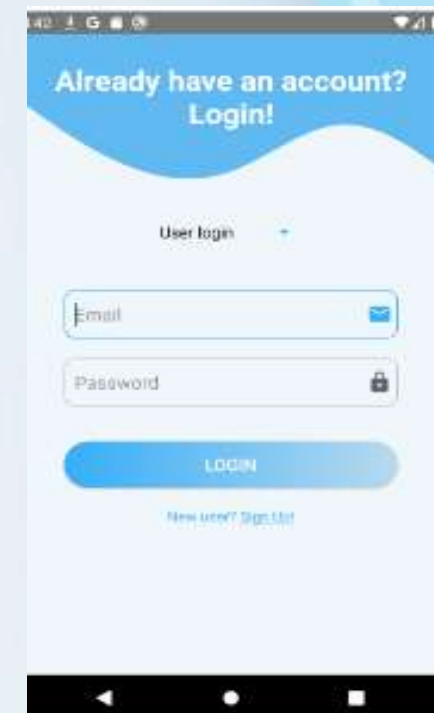 Already have an account?
Login!
User login
Email
Password
LOGIN
New user? Sign Up!